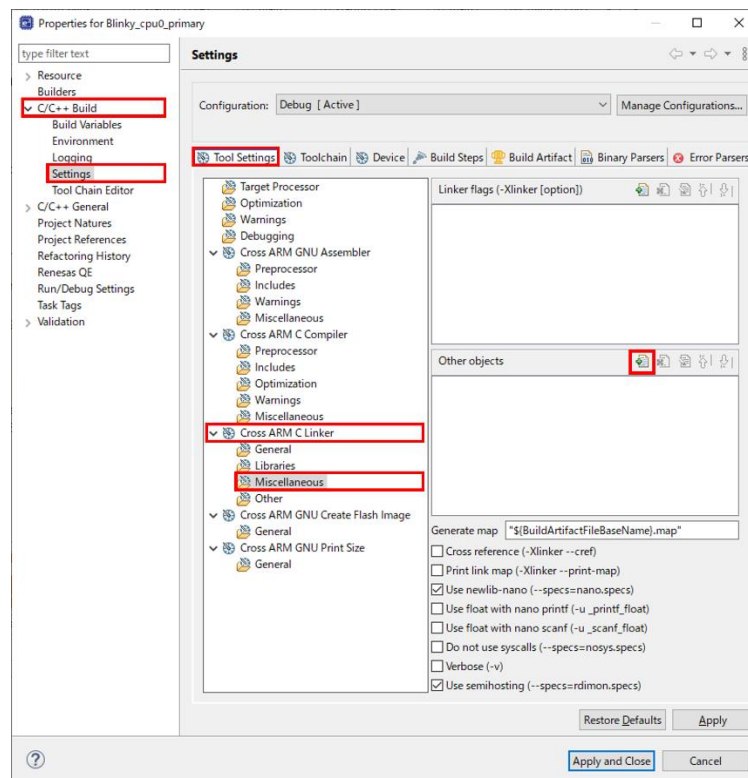 Properties for Blinky_cpu0_primary
type filter text
Resource
Builders
C/C++ Build
Build Variables
Environment
Logging
Settings
Tool Chain Editor
C/C++ General
Project Natures
Project References
Refactoring History
Renesas QE
Run/Debug Settings
Task Tags
Validation
Settings
Configuration: Debug [ Active ] Manage Configurations...
Tool Settings Toolchain Device Build Steps Build Artifact Binary Parsers Error Parsers
Target Processor
Optimization
Warnings
Debugging
Cross ARM GNU Assembler
Preprocessor
Includes
Warnings
Miscellaneous
Cross ARM C Compiler
Preprocessor
Includes
Optimization
Warnings
Miscellaneous
Cross ARM C Linker
General
Libraries
Miscellaneous
Other
Cross ARM GNU Create Flash Image
General
Cross ARM GNU Print Size
General
Linker flags (-Xlinker [option])
Other objects
Generate map "${BuildArtifactFileBaseName}.map"
Cross reference (-Xlinker --cref)
Print link map (-Xlinker --print-map)
Use newlib-nano (--specs=nano.specs)
Use float with nano printf (-u _printf_float)
Use float with nano scanf (-u _scanf_float)
Do not use syscalls (--specs=nosys.specs)
Verbose (-v)
Use semihosting (--specs=rdimon.specs)
Restore Defaults Apply
Apply and Close Cancel